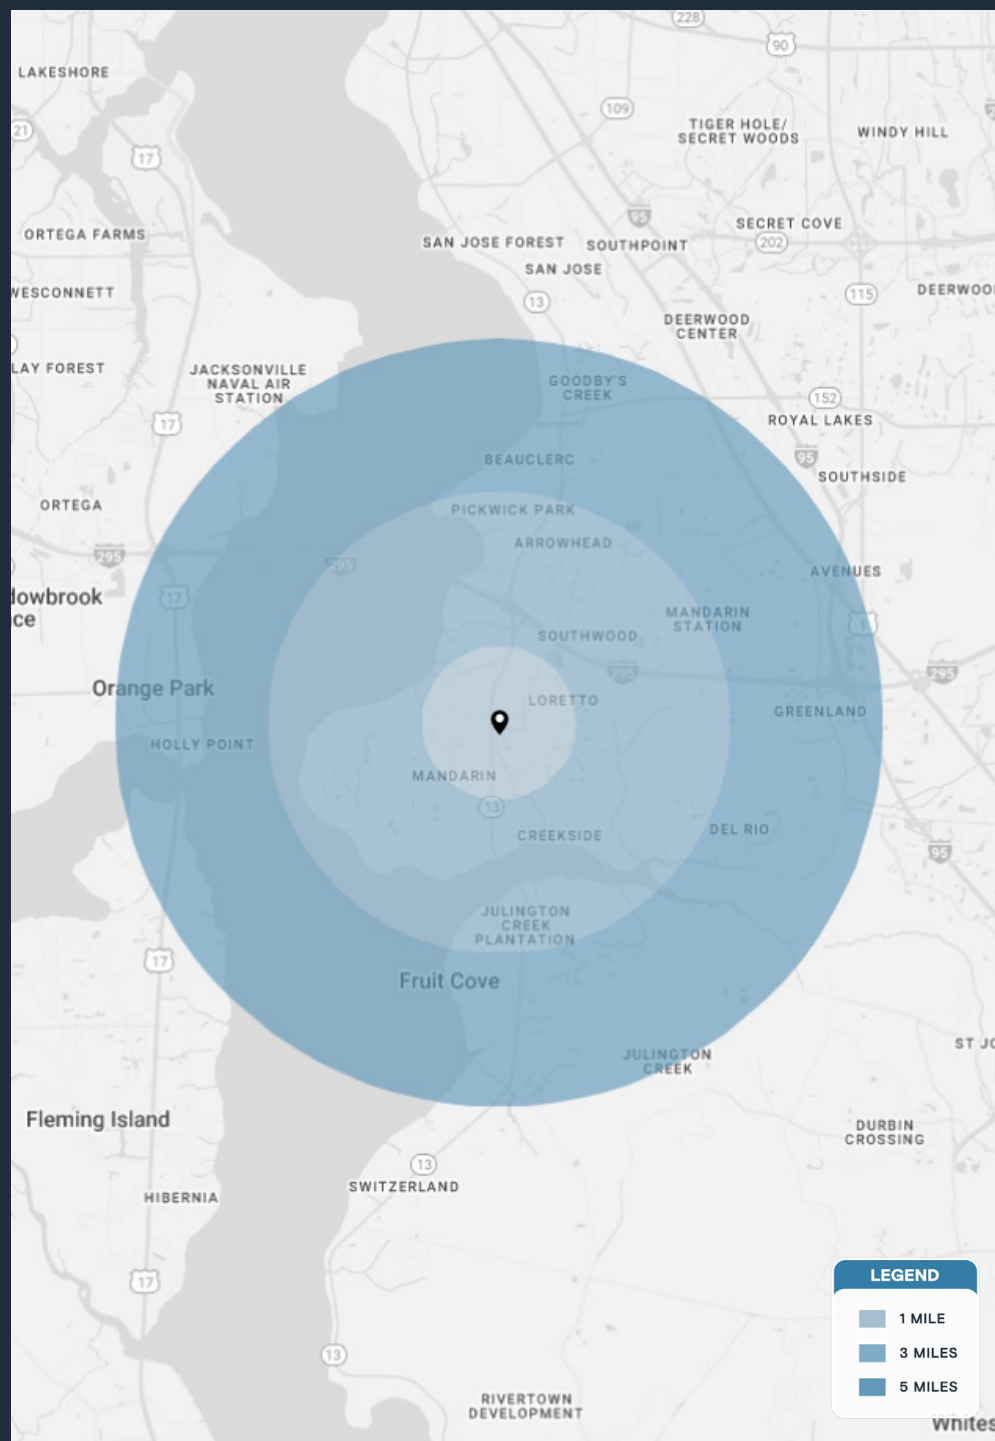 228
90
LAKESHORE
109
21
TIGER HOLE/
SECRET WOODS
WINDY HILL
17
95
SECRET COVE
ORTEGA FARMS
SAN JOSE FOREST
SOUTHPOINT
202
SAN JOSE
WESCONNETT
13
115
DEERWOO
DEERWOOD
CENTER
LAY FOREST
JACKSONVILLE
NAVAL AIR
STATION
GOODBY'S
CREEK
152
17
ROYAL LAKES
BEAUCLERC
95
SOUTHSIDE
ORTEGA
PICKWICK PARK
ARROWHEAD
295
295
AVENUES
dowbrook
ce
17
MANDARIN
STATION
1
SOUTHWOOD
295
295
Orange Park
LORETTO
GREENLAND
HOLLY POINT
MANDARIN
13
CREEKSIDE
DEL RIO
95
JULINGTON
CREEK
PLANTATION
17
Fruit Cove
ST JO
JULINGTON
CREEK
Fleming Island
DURBIN
CROSSING
13
SWITZERLAND
HIBERNIA
17
LEGEND
1 MILE
3 MILES
5 MILES
13
RIVERTOWN
DEVELOPMENT
Whites